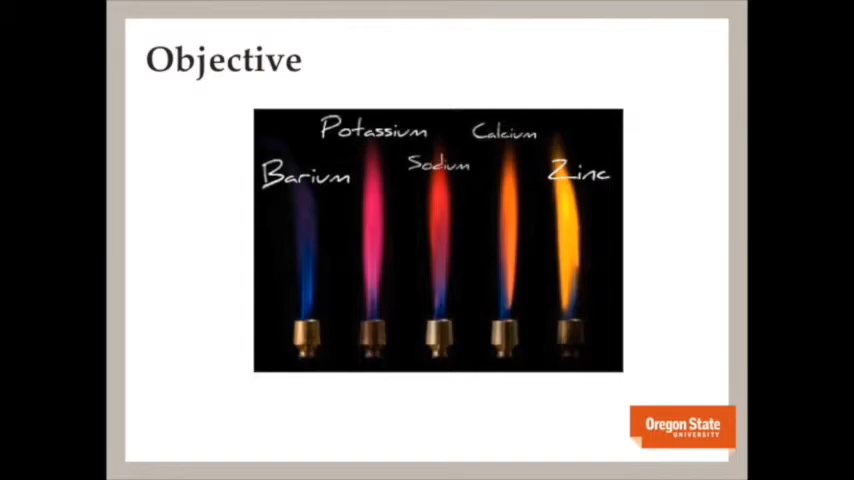 Objective
Potassium
Calcium
Sodium
Barium
Zinc
Oregon State
UNIVERSITY